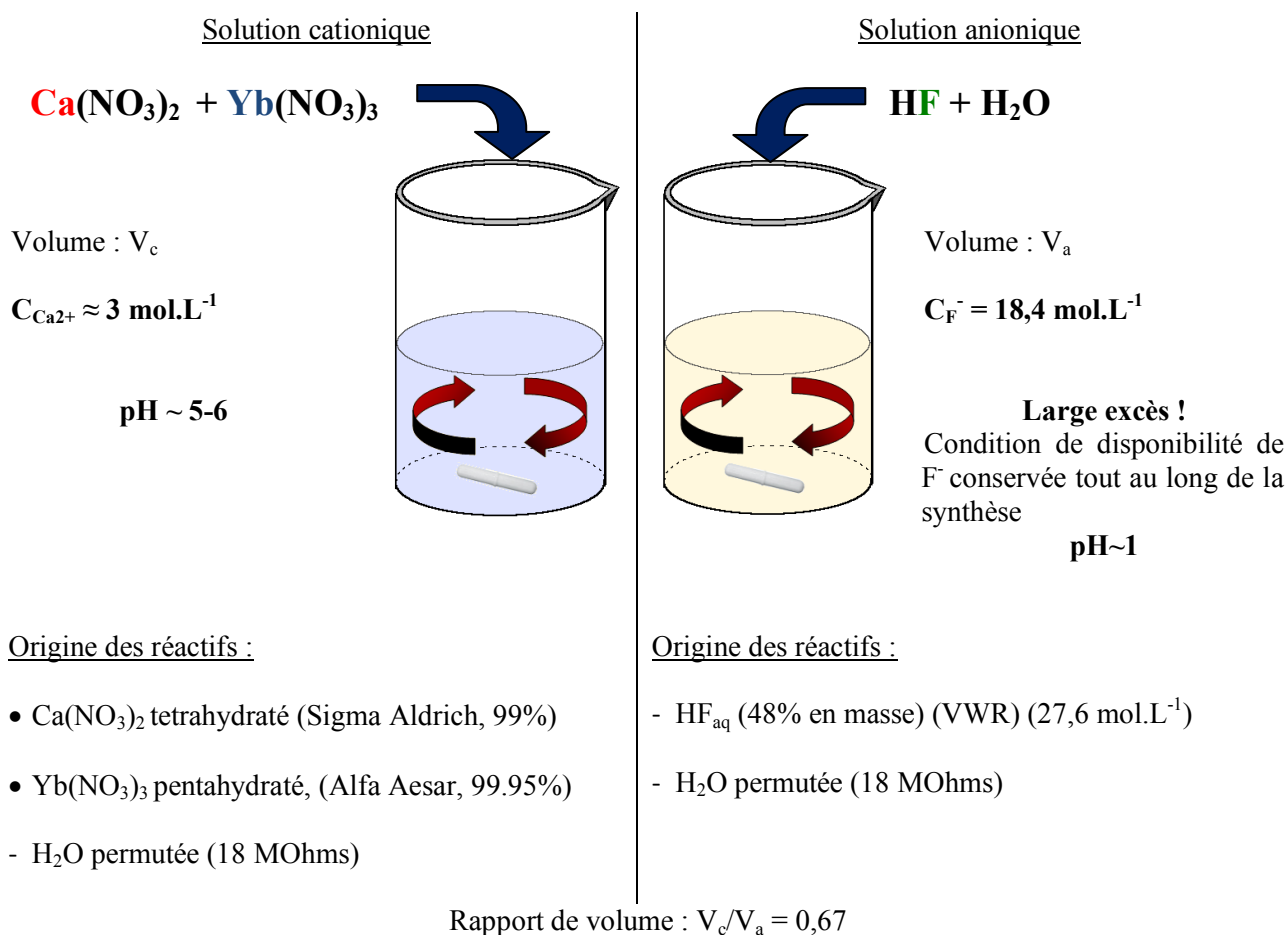 Solution cationique
Ca(NO₃)₂ + Yb(NO₃)₃
Volume : Vc
C_Ca2+ ≈ 3 mol.L⁻¹
pH ~ 5-6
Origine des réactifs :
• Ca(NO₃)₂ tetrahydraté (Sigma Aldrich, 99%)
• Yb(NO₃)₃ pentahydraté, (Alfa Aesar, 99.95%)
- H₂O permutée (18 MOhms)
Solution anionique
HF + H₂O
Volume : Va
C_F⁻ = 18,4 mol.L⁻¹
Large excès !
Condition de disponibilité de
F⁻ conservée tout au long de la
synthèse
pH~1
Origine des réactifs :
- HFaq (48% en masse) (VWR) (27,6 mol.L⁻¹)
- H₂O permutée (18 MOhms)
Rapport de volume : Vc/Va = 0,67